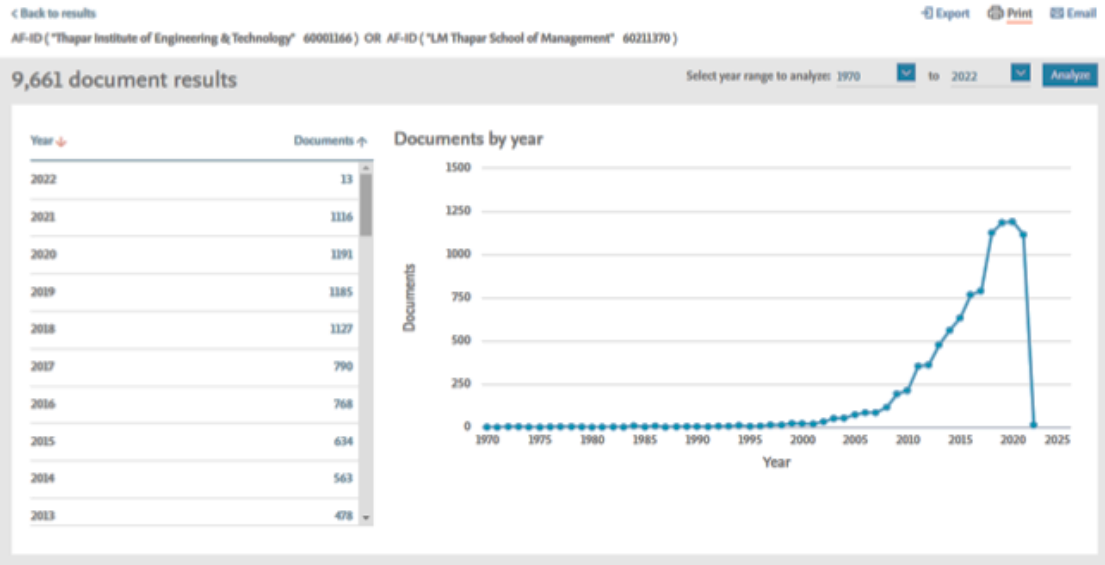 < Back to results
Export Print Email
AF-ID ( "Thapar Institute of Engineering & Technology" 60001166 ) OR AF-ID ( "LM Thapar School of Management" 60211370 )
9,661 document results
Select year range to analyze: 1970 to 2022 Analyze
Year Documents
2022 13
2021 1116
2020 1191
2019 1185
2018 1127
2017 790
2016 768
2015 634
2014 563
2013 478
Documents by year
1500
1250
1000
750
500
250
0
Documents
1970 1975 1980 1985 1990 1995 2000 2005 2010 2015 2020 2025
Year